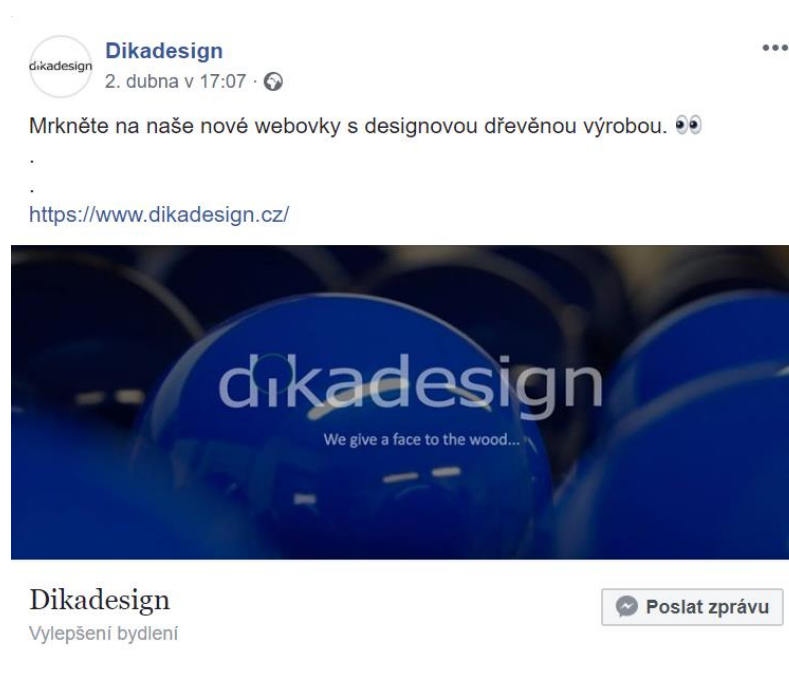 dikadesign
Dikadesign
2. dubna v 17:07 ·
Mrkněte na naše nové webovky s designovou dřevěnou výrobou. 👀
.
.
https://www.dikadesign.cz/
dikadesign
We give a face to the wood...
Dikadesign
Vylepšení bydlení
Poslat zprávu